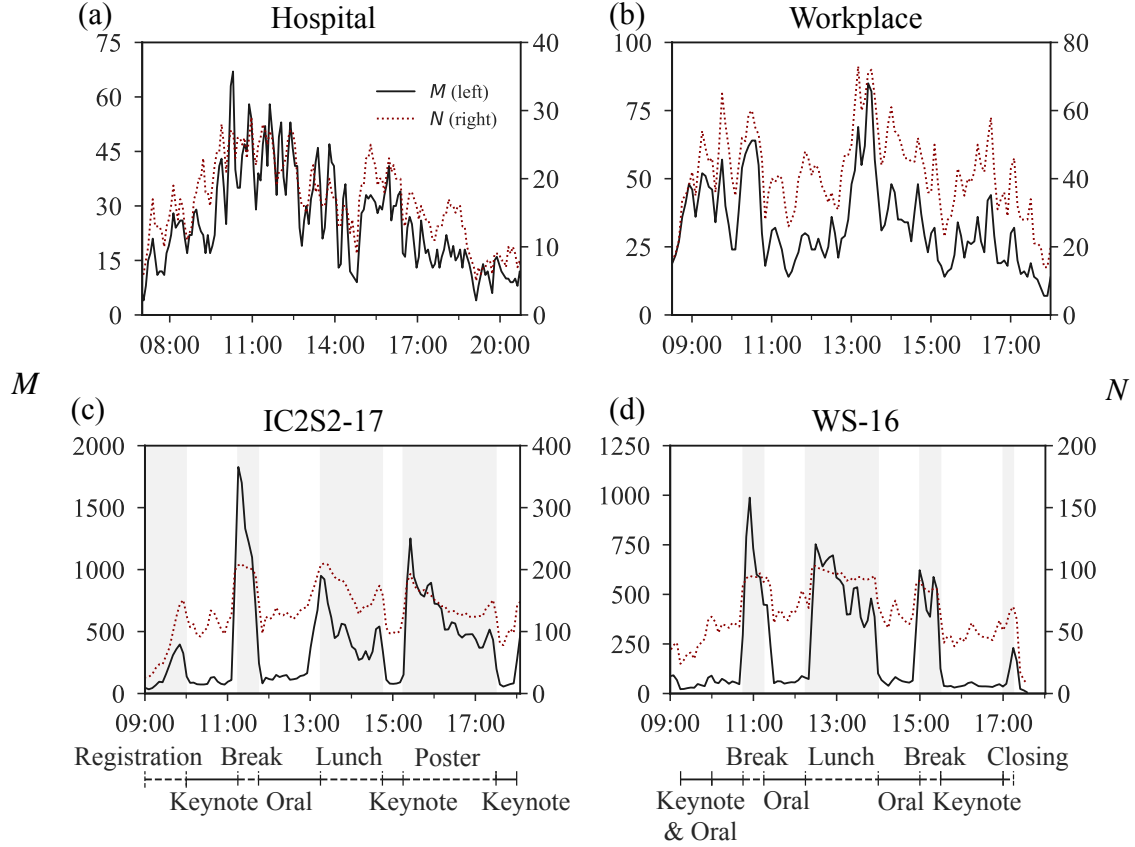 (a) Hospital
(b) Workplace
75 40 100 80
60 30 75 60
45 20 50 40
30 10 25 20
15
0 0 0 0
M (left)
N (right)
08:00 11:00 14:00 17:00 20:00
09:00 11:00 13:00 15:00 17:00
M
N
(c) IC2S2-17
(d) WS-16
2000 400 1250 200
1500 300 1000 150
1000 200 750 100
500 100 500 50
250
0 0 0 0
09:00 11:00 13:00 15:00 17:00
09:00 11:00 13:00 15:00 17:00
Registration Break Lunch Poster
Keynote Oral Keynote Keynote
Break Lunch Break Closing
Keynote Oral Oral Keynote
& Oral